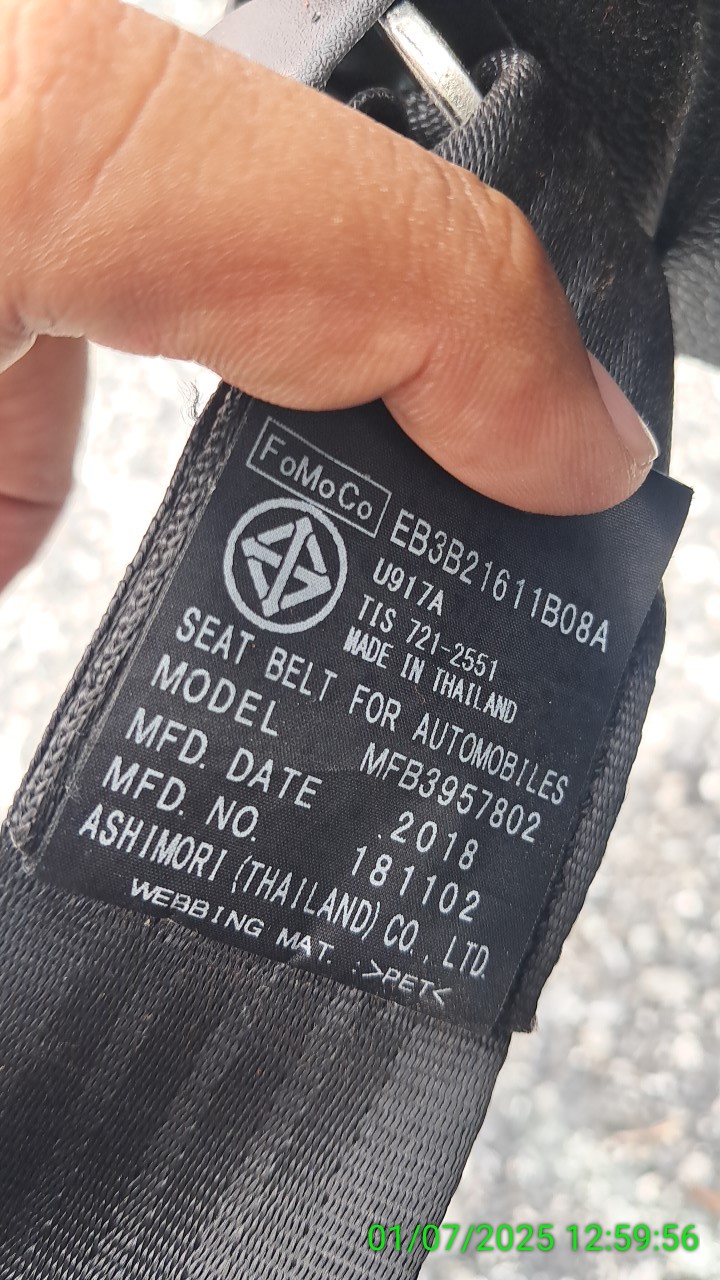 FoMoCo EB3B21611B08A
U917A
TIS 721-2551
MADE IN THAILAND
SEAT BELT FOR AUTOMOBILES
MODEL MFB3957802
MFD. DATE .2018
MFD. NO. 181102
ASHIMORI (THAILAND) CO., LTD.
WEBBING MAT. :>PET<
01/07/2025 12:59:56